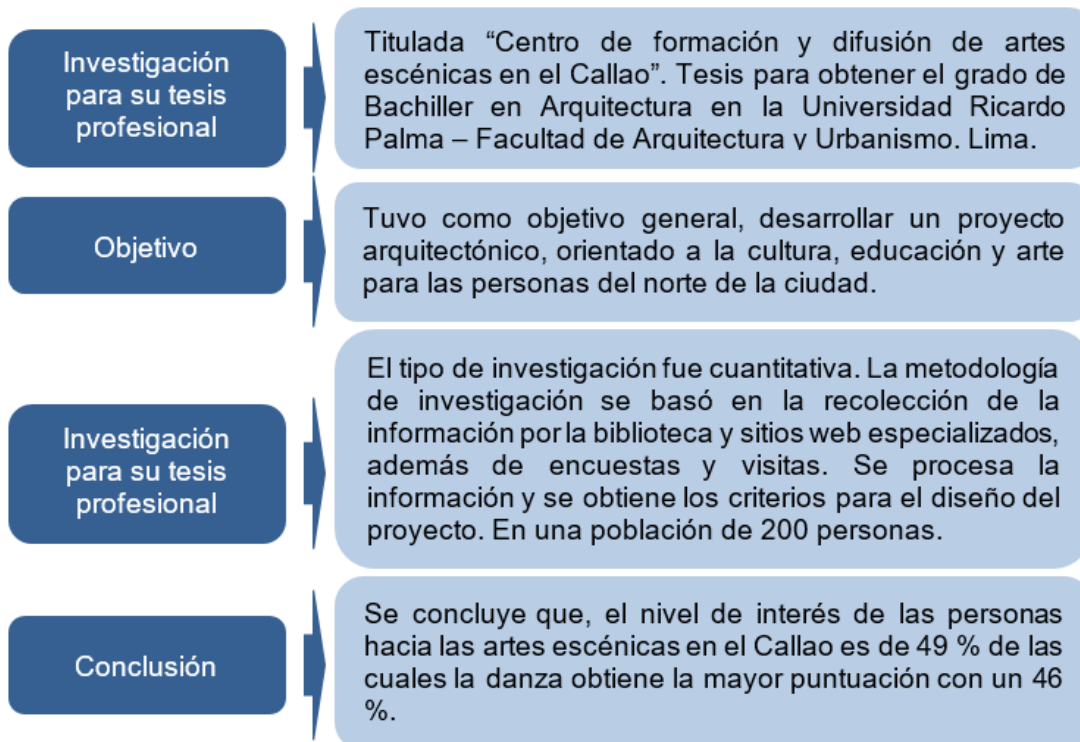 Investigación
para su tesis
profesional
Titulada “Centro de formación y difusión de artes
escénicas en el Callao”. Tesis para obtener el grado de
Bachiller en Arquitectura en la Universidad Ricardo
Palma – Facultad de Arquitectura y Urbanismo. Lima.
Objetivo
Tuvo como objetivo general, desarrollar un proyecto
arquitectónico, orientado a la cultura, educación y arte
para las personas del norte de la ciudad.
Investigación
para su tesis
profesional
El tipo de investigación fue cuantitativa. La metodología
de investigación se basó en la recolección de la
información por la biblioteca y sitios web especializados,
además de encuestas y visitas. Se procesa la
información y se obtiene los criterios para el diseño del
proyecto. En una población de 200 personas.
Conclusión
Se concluye que, el nivel de interés de las personas
hacia las artes escénicas en el Callao es de 49 % de las
cuales la danza obtiene la mayor puntuación con un 46
%.